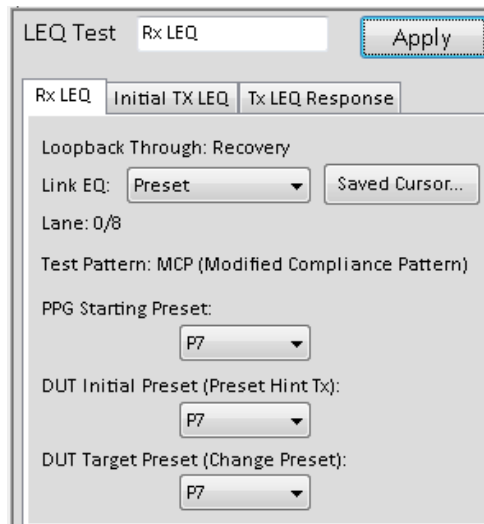 LEQ Test Rx LEQ Apply
Rx LEQ Initial TX LEQ Tx LEQ Response
Loopback Through: Recovery
Link EQ: Preset Saved Cursor...
Lane: 0/8
Test Pattern: MCP (Modified Compliance Pattern)
PPG Starting Preset:
P7
DUT Initial Preset (Preset Hint Tx):
P7
DUT Target Preset (Change Preset):
P7